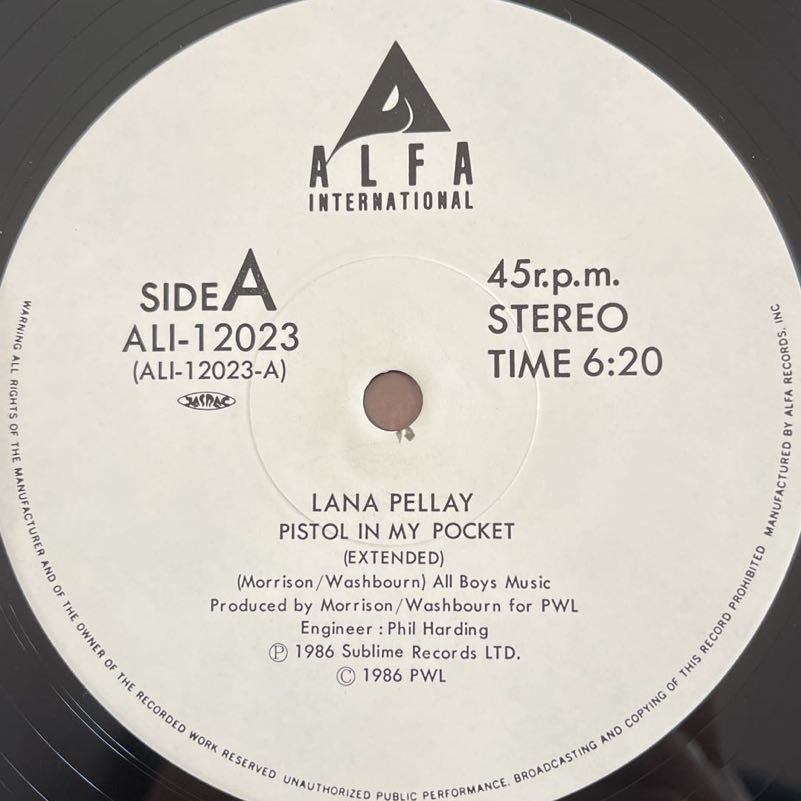 ALFA
INTERNATIONAL
SIDE A
ALI-12023
(ALI-12023-A)
JASRAC
45r.p.m.
STEREO
TIME 6:20
LANA PELLAY
PISTOL IN MY POCKET
(EXTENDED)
(Morrison/Washbourn) All Boys Music
Produced by Morrison/Washbourn for PWL
Engineer : Phil Harding
Ⓟ 1986 Sublime Records LTD.
© 1986 PWL
WARNING ALL RIGHTS OF THE MANUFACTURER AND OF THE OWNER OF THE RECORDED WORK RESERVED UNAUTHORIZED PUBLIC PERFORMANCE, BROADCASTING AND COPYING OF THIS RECORD PROHIBITED MANUFACTURED BY ALFA RECORDS, INC